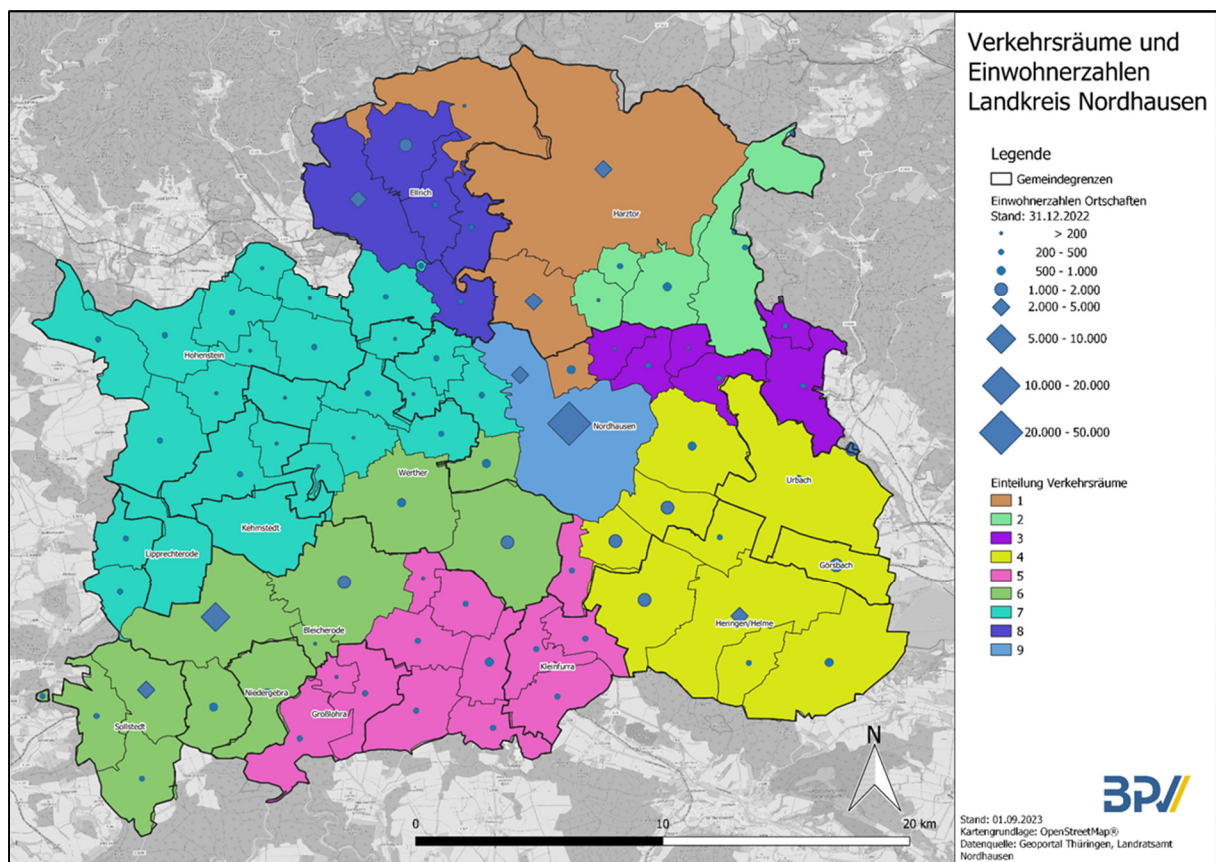 Verkehrsräume und
Einwohnerzahlen
Landkreis Nordhausen
Legende
Gemeindegrenzen
Einwohnerzahlen Ortschaften
Stand: 31.12.2022
> 200
200 - 500
500 - 1.000
1.000 - 2.000
2.000 - 5.000
5.000 - 10.000
10.000 - 20.000
20.000 - 50.000
Einteilung Verkehrsräume
1
2
3
4
5
6
7
8
9
Ellrich
Harztor
Hohenstein
Nordhausen
Werther
Urbach
Kehmstedt
Lipprechterode
Görsbach
Heringen/Helme
Bleicherode
Kleinfurra
Niedergebra
Großlohra
Sollstedt
N
0
10
20 km
BPV
Stand: 01.09.2023
Kartengrundlage: OpenStreetMap®
Datenquelle: Geoportal Thüringen, Landratsamt
Nordhausen